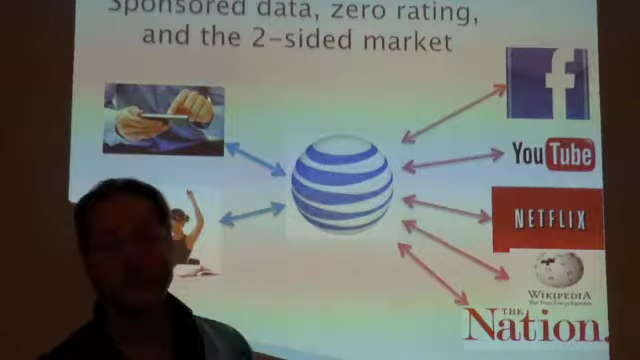 Sponsored data, zero rating,
and the 2-sided market
f
YouTube
NETFLIX
WIKIPEDIA
The Free Encyclopedia
THE
Nation.